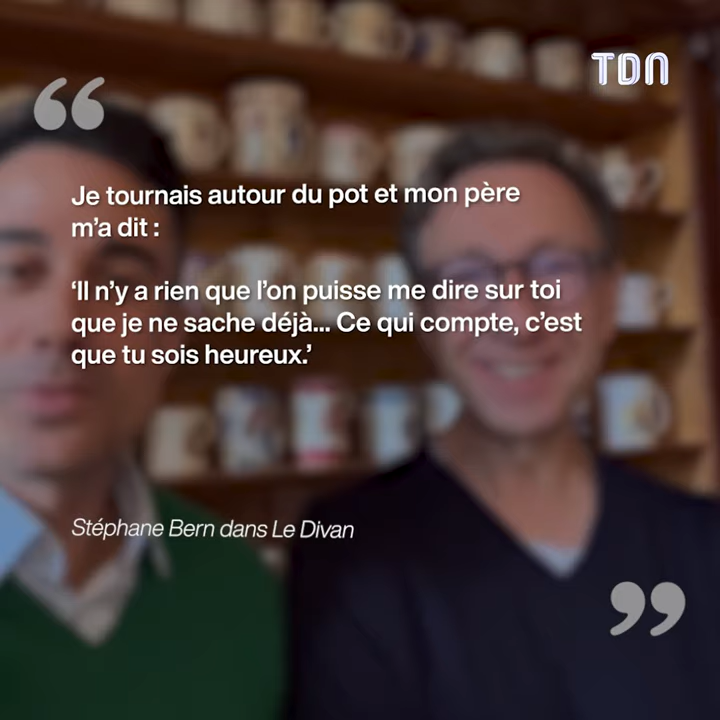 TDN
“
Je tournais autour du pot et mon père
m’a dit :
‘Il n’y a rien que l’on puisse me dire sur toi
que je ne sache déjà... Ce qui compte, c’est
que tu sois heureux.’
Stéphane Bern dans Le Divan
”